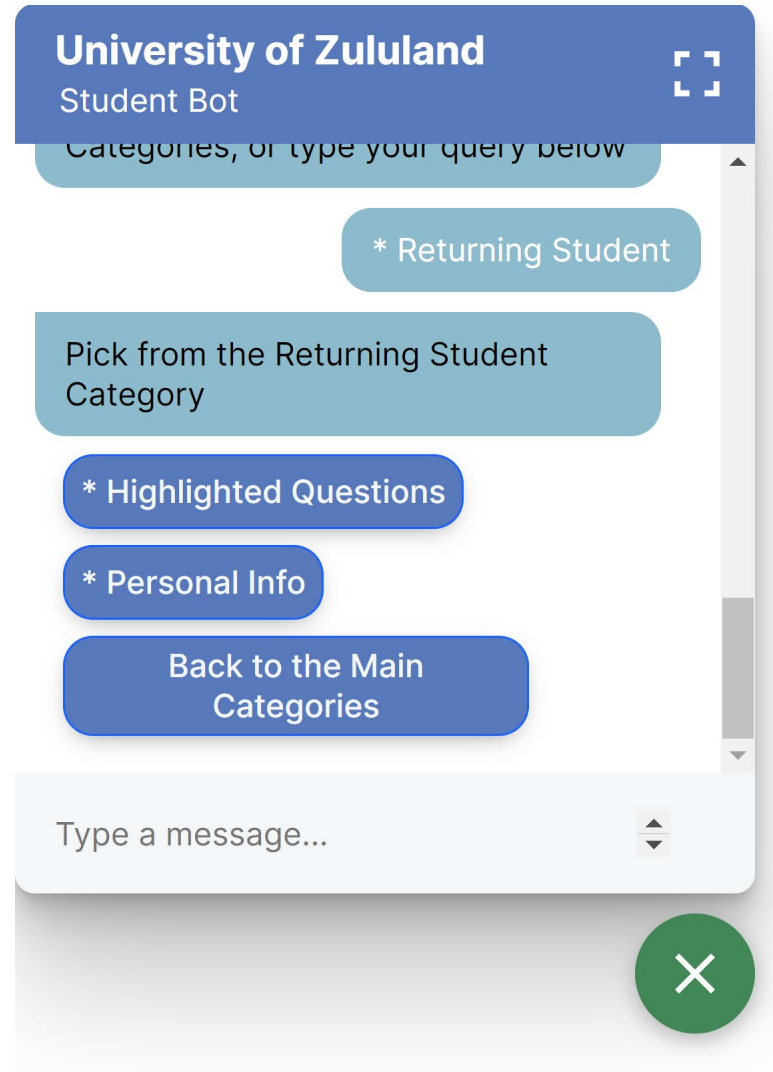 University of Zululand
Student Bot
Categories, or type your query below
* Returning Student
Pick from the Returning Student
Category
* Highlighted Questions
* Personal Info
Back to the Main
Categories
Type a message...